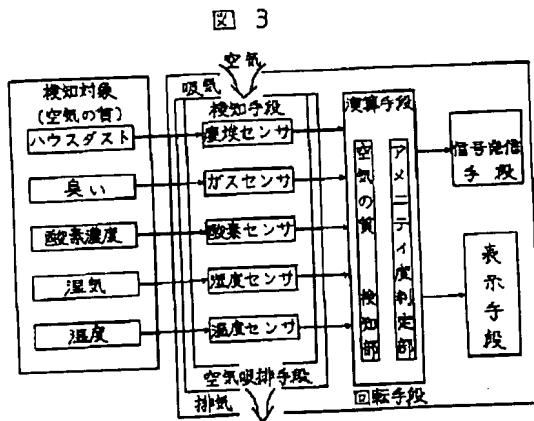 図 3
空気
吸気
検知対象
(空気の質)
ハウスダスト
臭い
酸素濃度
湿気
温度
検知手段
塵埃センサ
ガスセンサ
酸素センサ
湿度センサ
温度センサ
空気吸排手段
排気
演算手段
空気の質 検知部
アメニティ度判定部
回転手段
信号発信
手段
表示手段